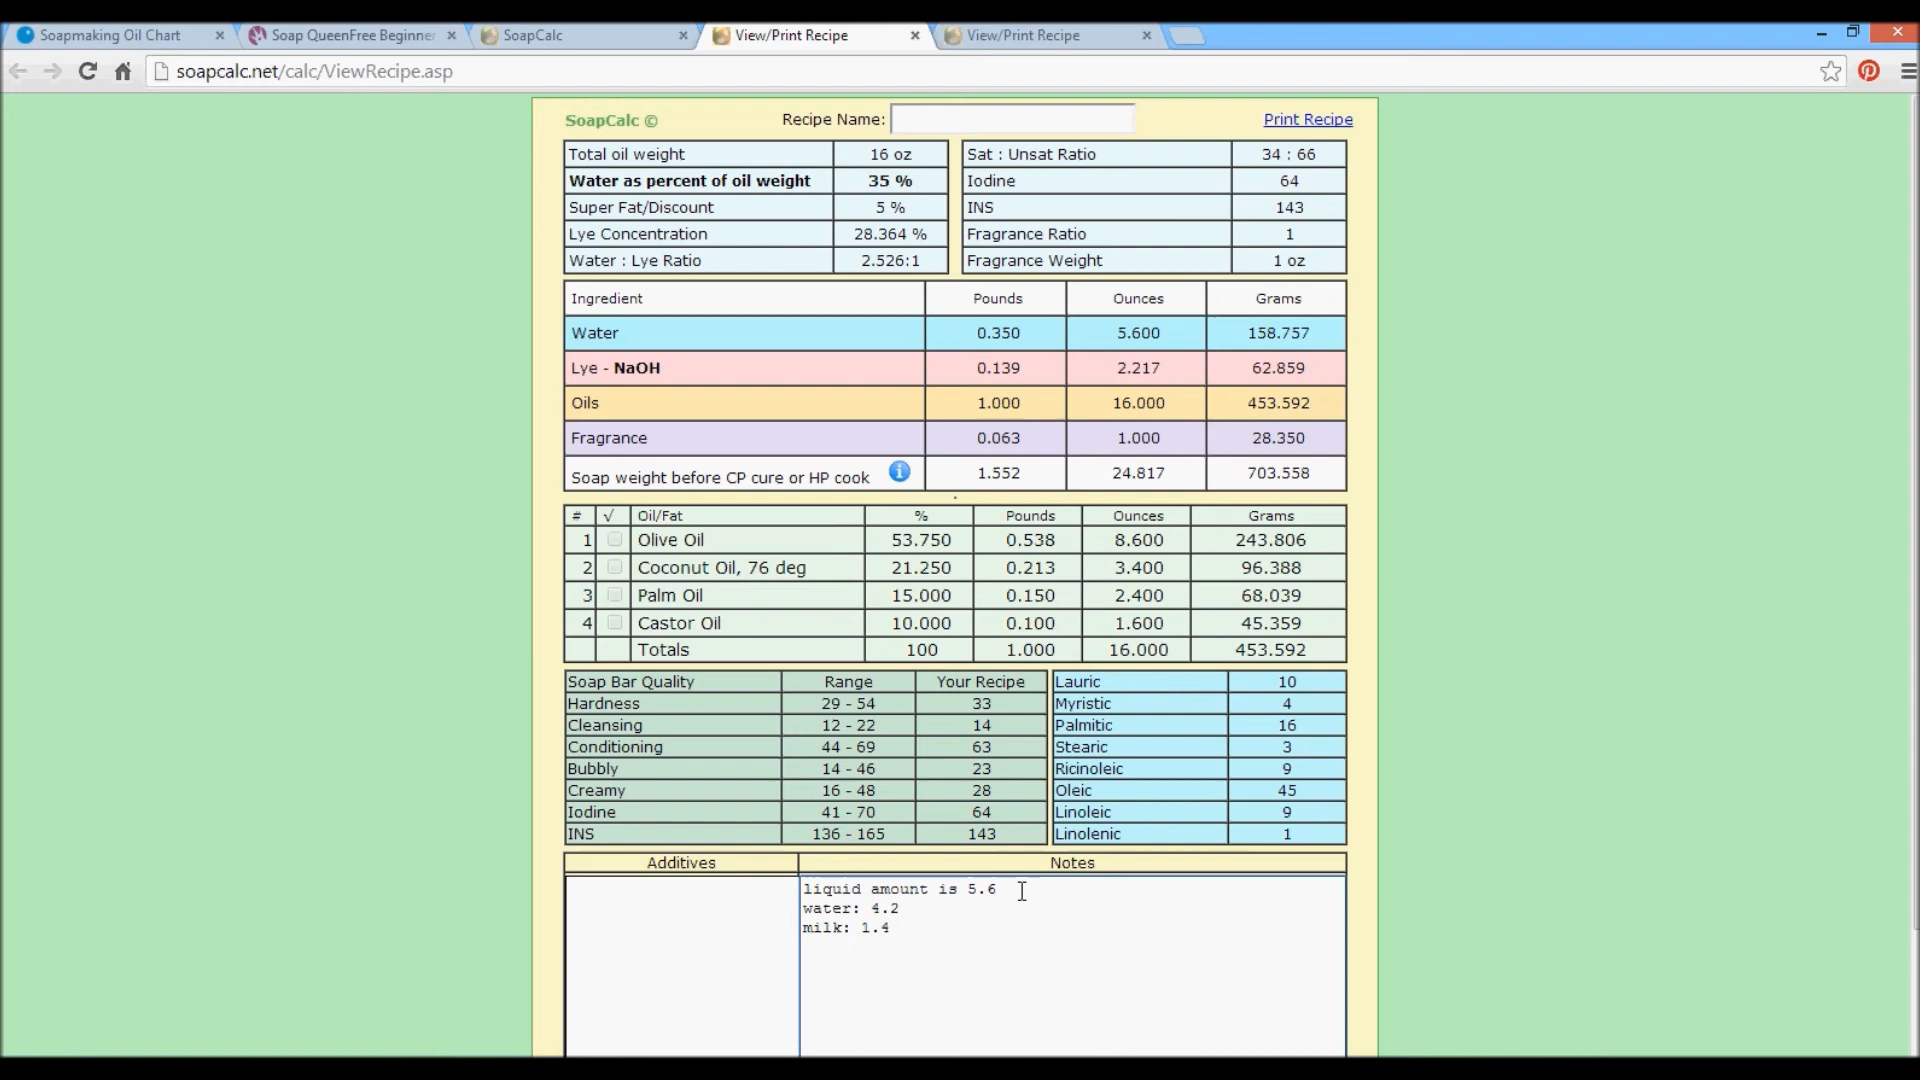 Soapmaking Oil Chart
Soap QueenFree Beginner
SoapCalc
View/Print Recipe
View/Print Recipe
soapcalc.net/calc/ViewRecipe.asp
SoapCalc ©
Recipe Name:
Print Recipe
Total oil weight 16 oz
Water as percent of oil weight 35 %
Super Fat/Discount 5 %
Lye Concentration 28.364 %
Water : Lye Ratio 2.526:1
Sat : Unsat Ratio 34 : 66
Iodine 64
INS 143
Fragrance Ratio 1
Fragrance Weight 1 oz
Ingredient Pounds Ounces Grams
Water 0.350 5.600 158.757
Lye - NaOH 0.139 2.217 62.859
Oils 1.000 16.000 453.592
Fragrance 0.063 1.000 28.350
Soap weight before CP cure or HP cook 1.552 24.817 703.558
# √ Oil/Fat % Pounds Ounces Grams
1 Olive Oil 53.750 0.538 8.600 243.806
2 Coconut Oil, 76 deg 21.250 0.213 3.400 96.388
3 Palm Oil 15.000 0.150 2.400 68.039
4 Castor Oil 10.000 0.100 1.600 45.359
Totals 100 1.000 16.000 453.592
Soap Bar Quality Range Your Recipe
Hardness 29 - 54 33
Cleansing 12 - 22 14
Conditioning 44 - 69 63
Bubbly 14 - 46 23
Creamy 16 - 48 28
Iodine 41 - 70 64
INS 136 - 165 143
Lauric 10
Myristic 4
Palmitic 16
Stearic 3
Ricinoleic 9
Oleic 45
Linoleic 9
Linolenic 1
Additives
Notes
liquid amount is 5.6
water: 4.2
milk: 1.4